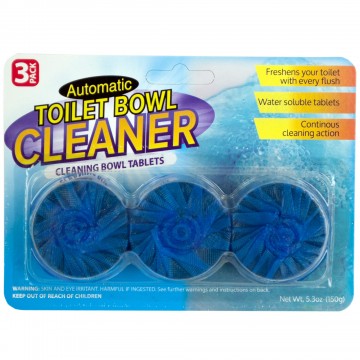 3 PACK
Automatic
TOILET BOWL
CLEANER
CLEANING BOWL TABLETS
Freshens your toilet
with every flush
Water soluble tablets
Continous
cleaning action
WARNING: SKIN AND EYE IRRITANT. HARMFUL IF INGESTED. See further warnings and instructions on back.
KEEP OUT OF REACH OF CHILDREN.
Net Wt. 5.3oz (150g)